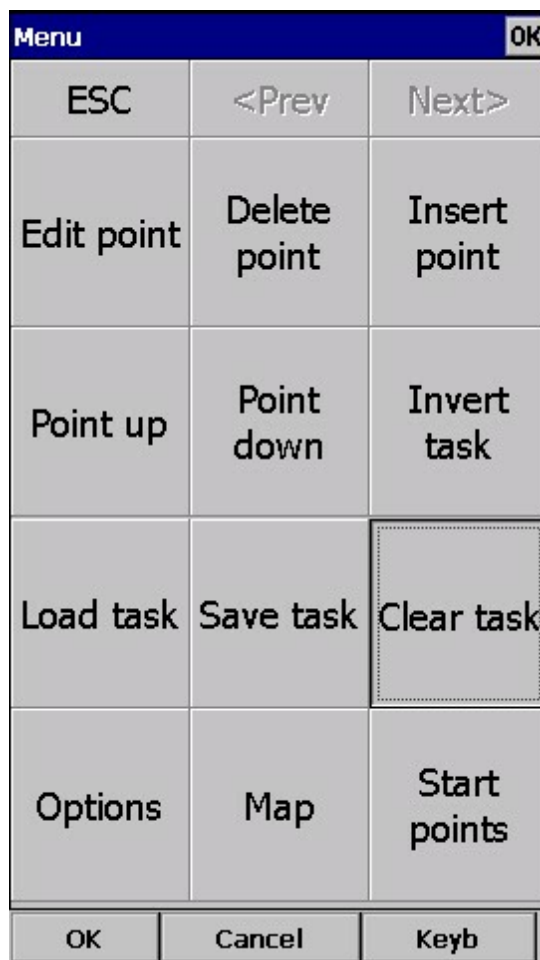 Menu OK
ESC <Prev Next>
Edit point Delete point Insert point
Point up Point down Invert task
Load task Save task Clear task
Options Map Start points
OK Cancel Keyb